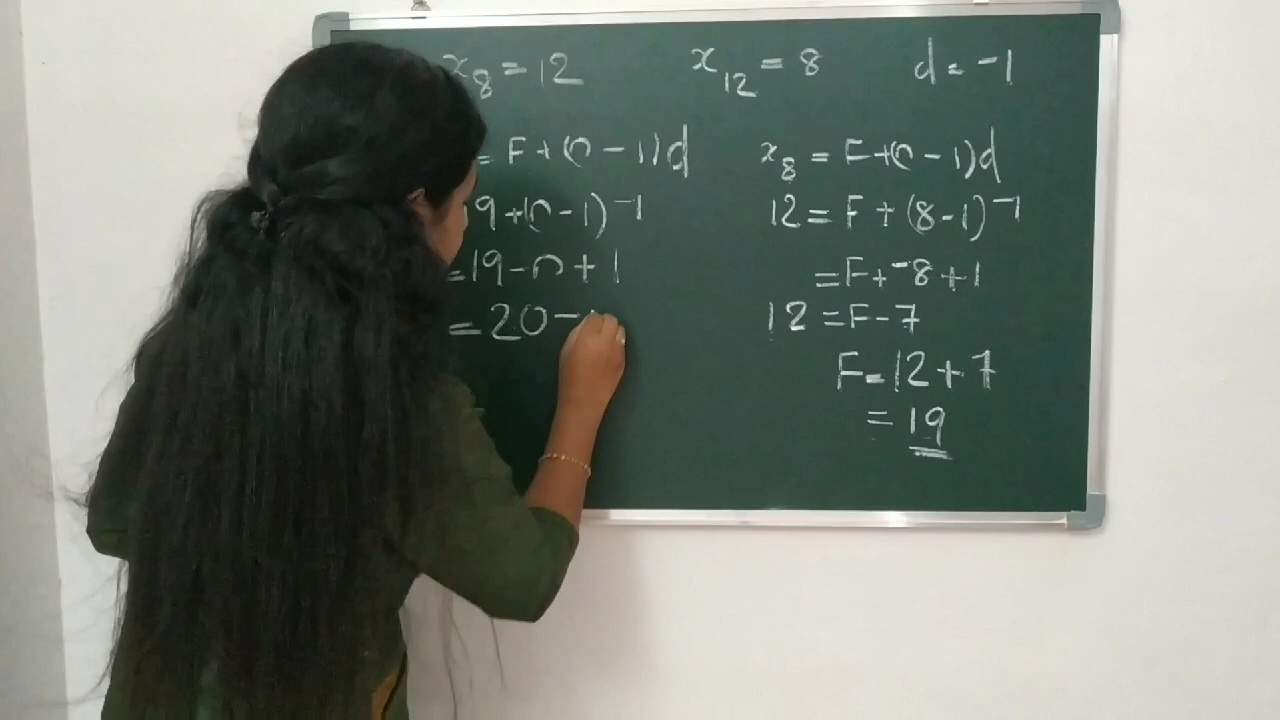 x₈ = 12 x₁₂ = 8 d = -1
= F + (n - 1)d
9 + (n - 1)⁻¹
= 19 - n + 1
= 20 -
x₈ = F + (n - 1)d
12 = F + (8 - 1)⁻¹
= F + ⁻8 + 1
12 = F - 7
F = 12 + 7
= 19